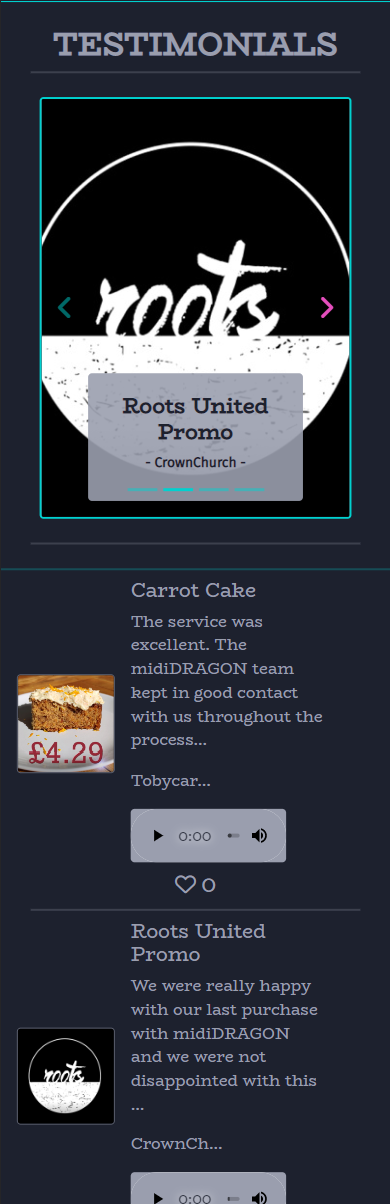 TESTIMONIALS
roots
Roots United
Promo
- CrownChurch -
Carrot Cake
The service was
excellent. The
midiDRAGON team
kept in good contact
with us throughout the
process...
£4.29
Tobycar...
0:00
0
Roots United
Promo
We were really happy
with our last purchase
with midiDRAGON
and we were not
disappointed with this
...
roots
CrownCh...
0:00